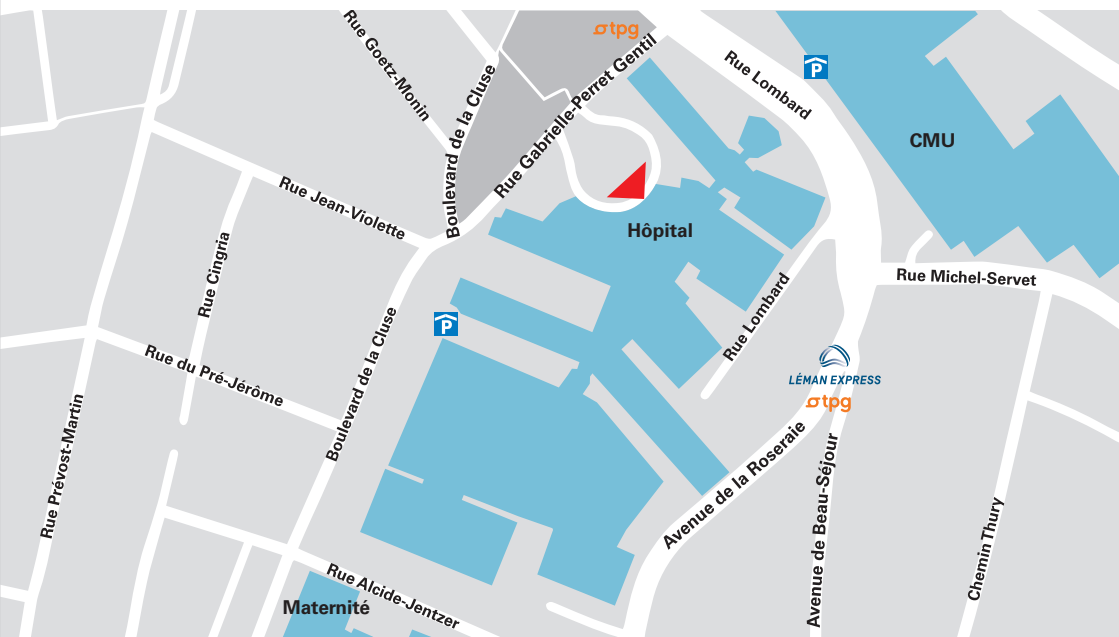 tpg
Rue Goetz-Monin
Boulevard de la Cluse
Rue Gabrielle-Perret Gentil
Rue Lombard
P
CMU
Rue Jean-Violette
Rue Cingria
Hôpital
Rue Lombard
Rue Michel-Servet
P
Rue du Pré-Jérôme
Boulevard de la Cluse
LÉMAN EXPRESS
tpg
Rue Prévost-Martin
Avenue de la Roseraie
Avenue de Beau-Séjour
Chemin Thury
Rue Alcide-Jentzer
Maternité